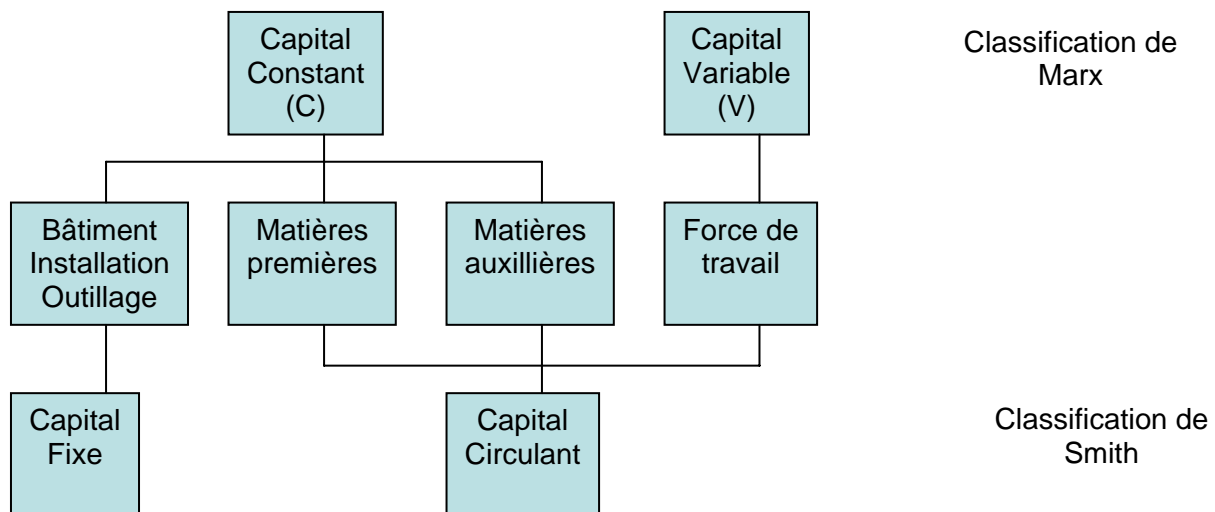 Capital
Constant
(C)
Capital
Variable
(V)
Classification de
Marx
Bâtiment
Installation
Outillage
Matières
premières
Matières
auxillières
Force de
travail
Capital
Fixe
Capital
Circulant
Classification de
Smith